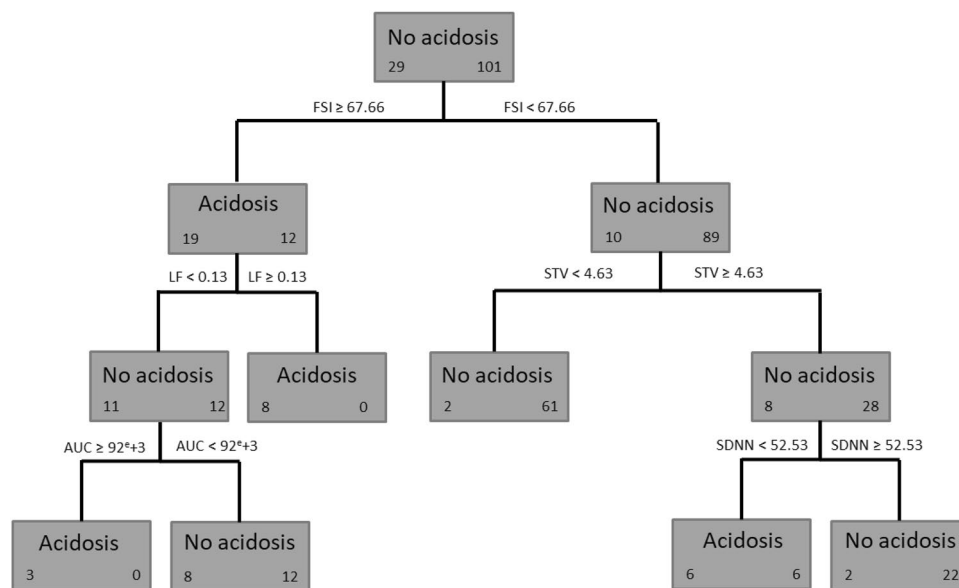 No acidosis
29 101
FSI ≥ 67.66 FSI < 67.66
Acidosis
19 12
No acidosis
10 89
LF < 0.13 LF ≥ 0.13
STV < 4.63 STV ≥ 4.63
No acidosis
11 12
Acidosis
8 0
No acidosis
2 61
No acidosis
8 28
AUC ≥ 92ᵉ+3 AUC < 92ᵉ+3
SDNN < 52.53 SDNN ≥ 52.53
Acidosis
3 0
No acidosis
8 12
Acidosis
6 6
No acidosis
2 22